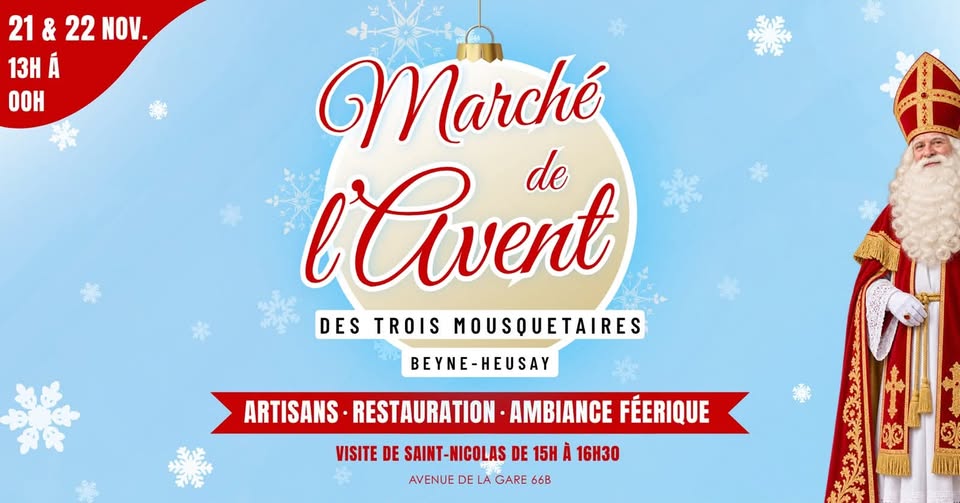 21 & 22 NOV.
13H Á
00H
Marché
de
l'Avent
DES TROIS MOUSQUETAIRES
BEYNE-HEUSAY
ARTISANS · RESTAURATION · AMBIANCE FÉERIQUE
VISITE DE SAINT-NICOLAS DE 15H À 16H30
AVENUE DE LA GARE 66B